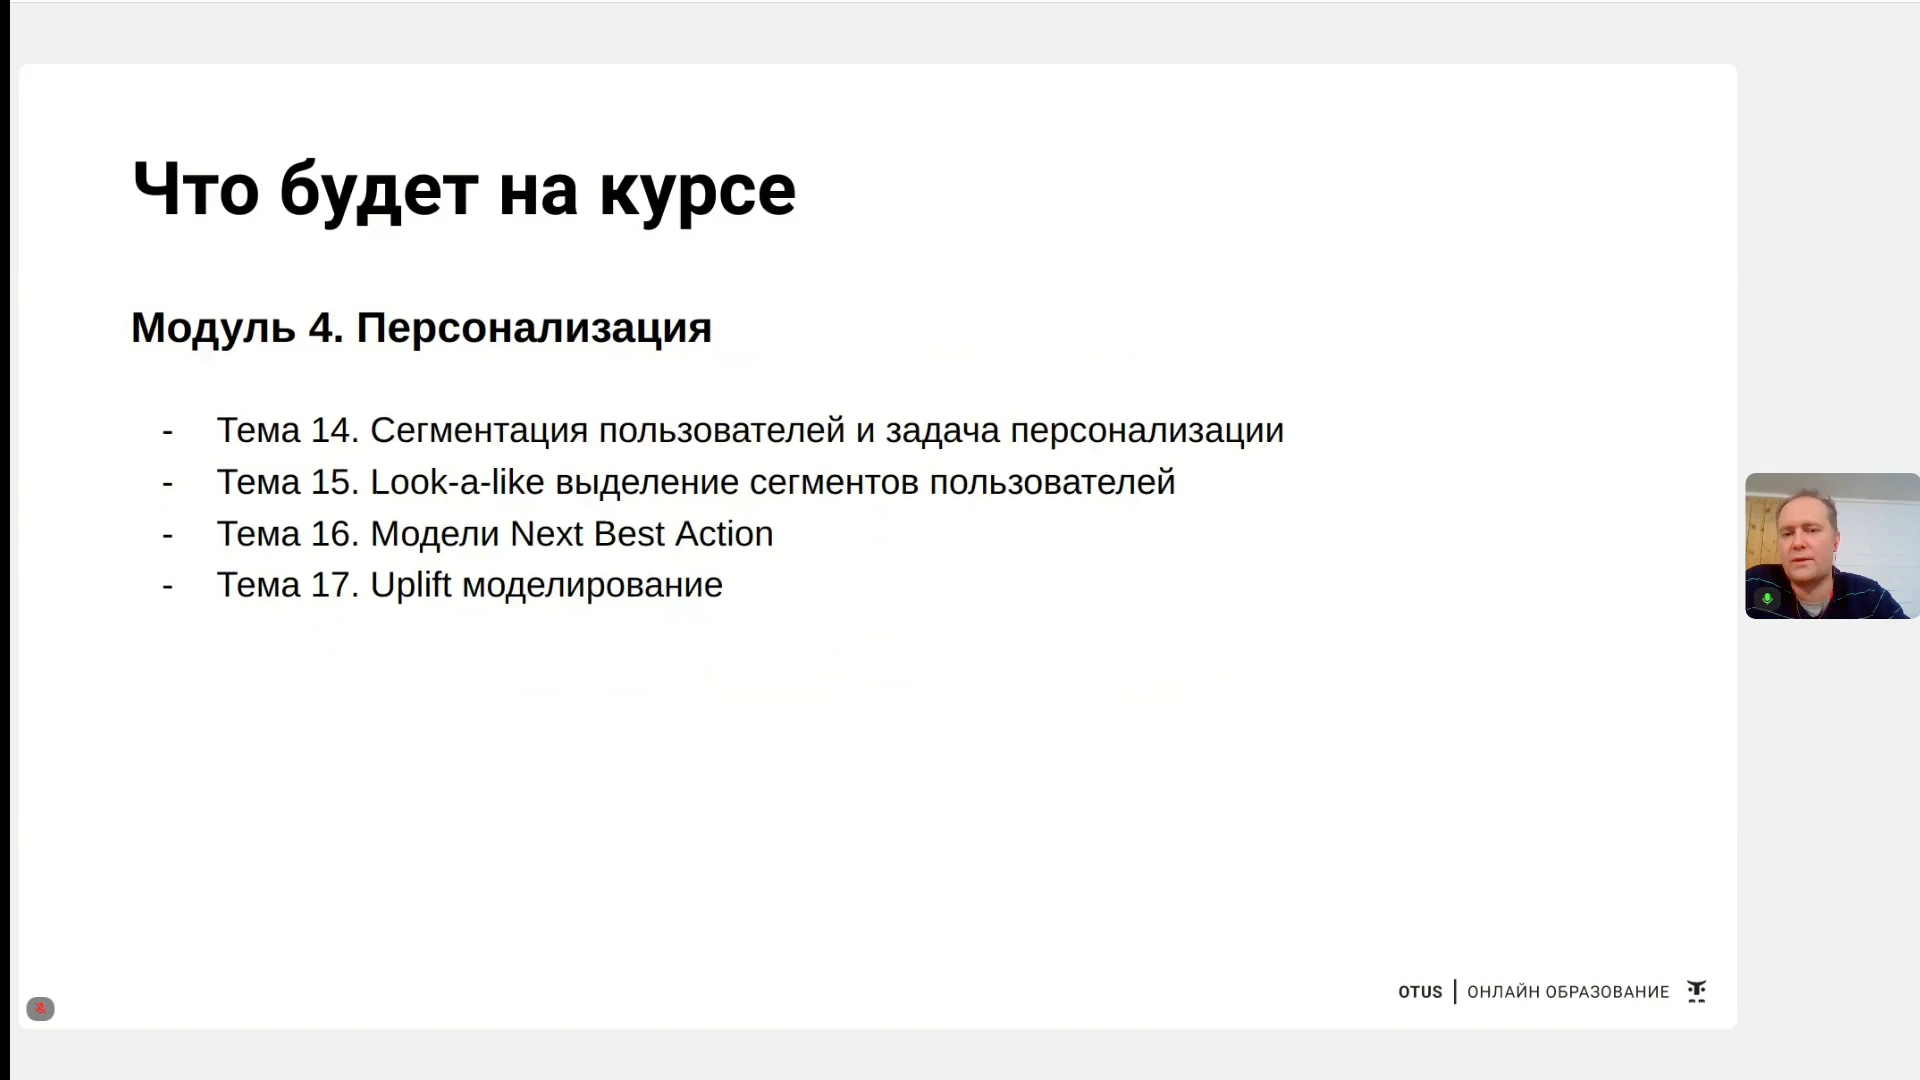 Что будет на курсе
Модуль 4. Персонализация
- Тема 14. Сегментация пользователей и задача персонализации
- Тема 15. Look-a-like выделение сегментов пользователей
- Тема 16. Модели Next Best Action
- Тема 17. Uplift моделирование
OTUS | ОНЛАЙН ОБРАЗОВАНИЕ